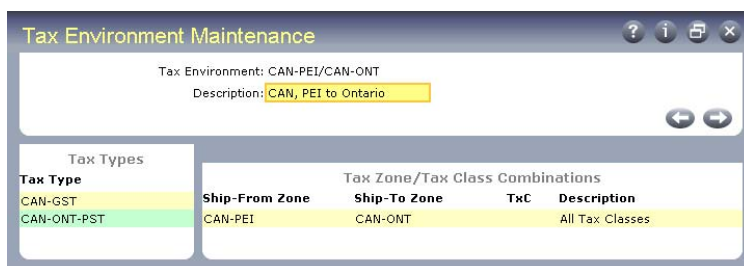 Tax Environment Maintenance
Tax Environment: CAN-PEI/CAN-ONT
Description: CAN, PEI to Ontario
Tax Types
Tax Type
CAN-GST
CAN-ONT-PST
Tax Zone/Tax Class Combinations
Ship-From Zone Ship-To Zone TxC Description
CAN-PEI CAN-ONT All Tax Classes